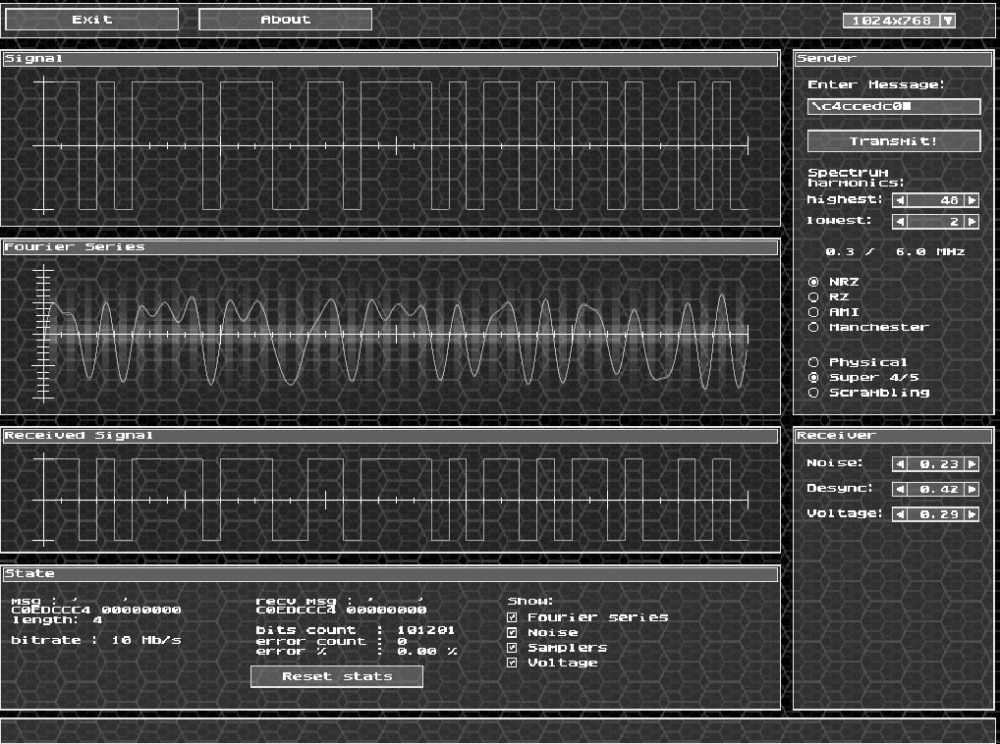 Exit
About
1024x768
Signal
Sender
Enter Message:
\c4ccedc0
Transmit!
Spectrum
harmonics:
highest: 48
lowest: 2
0.3 / 6.0 MHz
NRZ
RZ
AMI
Manchester
Physical
Super 4/5
Scrambling
Fourier Series
Received Signal
Receiver
Noise: 0.23
Desync: 0.42
Voltage: 0.29
State
msg : ' '
C0EDCCC4 00000000
length: 4
bitrate : 10 Mb/s
recv msg : ' '
C0EDCCC4 00000000
bits count : 101201
error count : 0
error % : 0.00 %
Reset stats
Show:
Fourier series
Noise
Samplers
Voltage